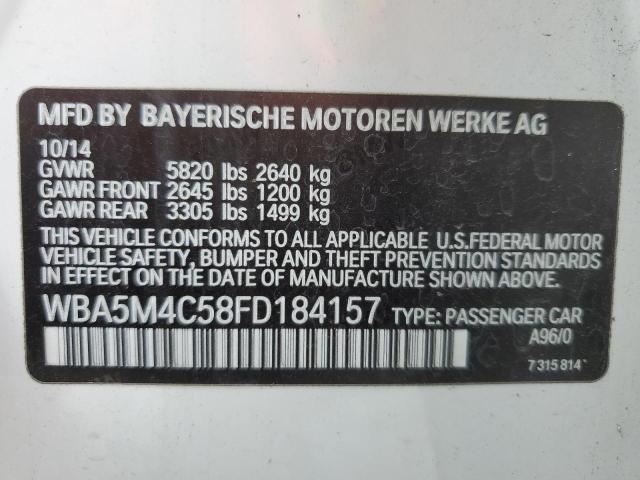 MFD BY BAYERISCHE MOTOREN WERKE AG
10/14
GVWR 5820 lbs 2640 kg
GAWR FRONT 2645 lbs 1200 kg
GAWR REAR 3305 lbs 1499 kg
THIS VEHICLE CONFORMS TO ALL APPLICABLE U.S.FEDERAL MOTOR
VEHICLE SAFETY, BUMPER AND THEFT PREVENTION STANDARDS
IN EFFECT ON THE DATE OF MANUFACTURE SHOWN ABOVE.
WBA5M4C58FD184157 TYPE: PASSENGER CAR
A96/0
7 315 814